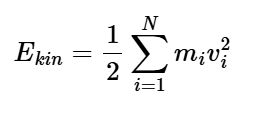 E_{kin} = \frac{1}{2} \sum_{i=1}^{N} m_i v_i^2